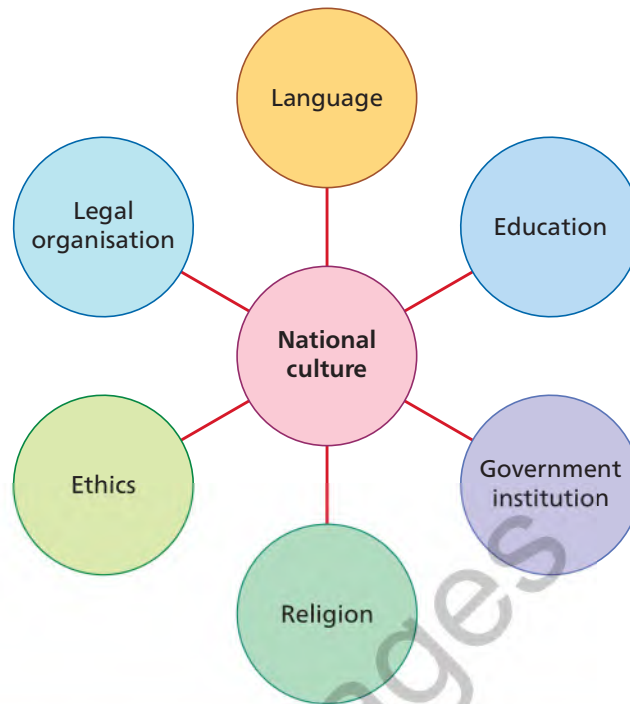 Language
Legal
organisation
Education
National
culture
Ethics
Government
institution
Religion